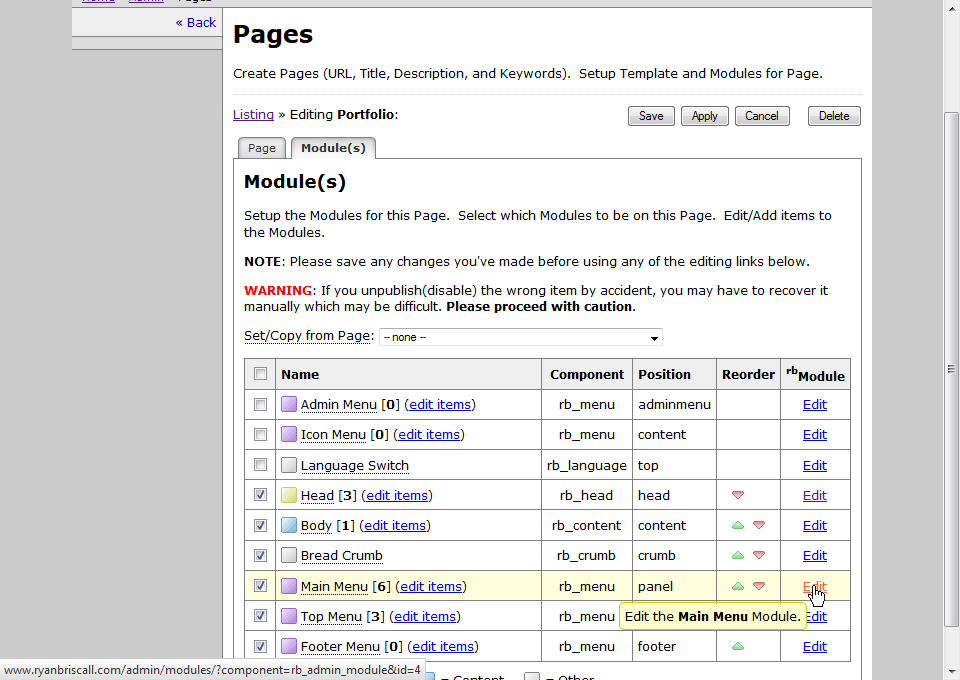 Home Admin Pages
« Back
Pages
Create Pages (URL, Title, Description, and Keywords). Setup Template and Modules for Page.
Listing » Editing Portfolio: Save Apply Cancel Delete
Page Module(s)
Module(s)
Setup the Modules for this Page. Select which Modules to be on this Page. Edit/Add items to
the Modules.
NOTE: Please save any changes you've made before using any of the editing links below.
WARNING: If you unpublish(disable) the wrong item by accident, you may have to recover it
manually which may be difficult. Please proceed with caution.
Set/Copy from Page: -- none --
Name Component Position Reorder rbModule
Admin Menu [0] (edit items) rb_menu adminmenu Edit
Icon Menu [0] (edit items) rb_menu content Edit
Language Switch rb_language top Edit
Head [3] (edit items) rb_head head Edit
Body [1] (edit items) rb_content content Edit
Bread Crumb rb_crumb crumb Edit
Main Menu [6] (edit items) rb_menu panel Edit
Top Menu [3] (edit items) rb_menu Edit
Edit the Main Menu Module.
Footer Menu [0] (edit items) rb_menu footer Edit
www.ryanbriscall.com/admin/modules/?component=rb_admin_module&id=4
= Content = Other